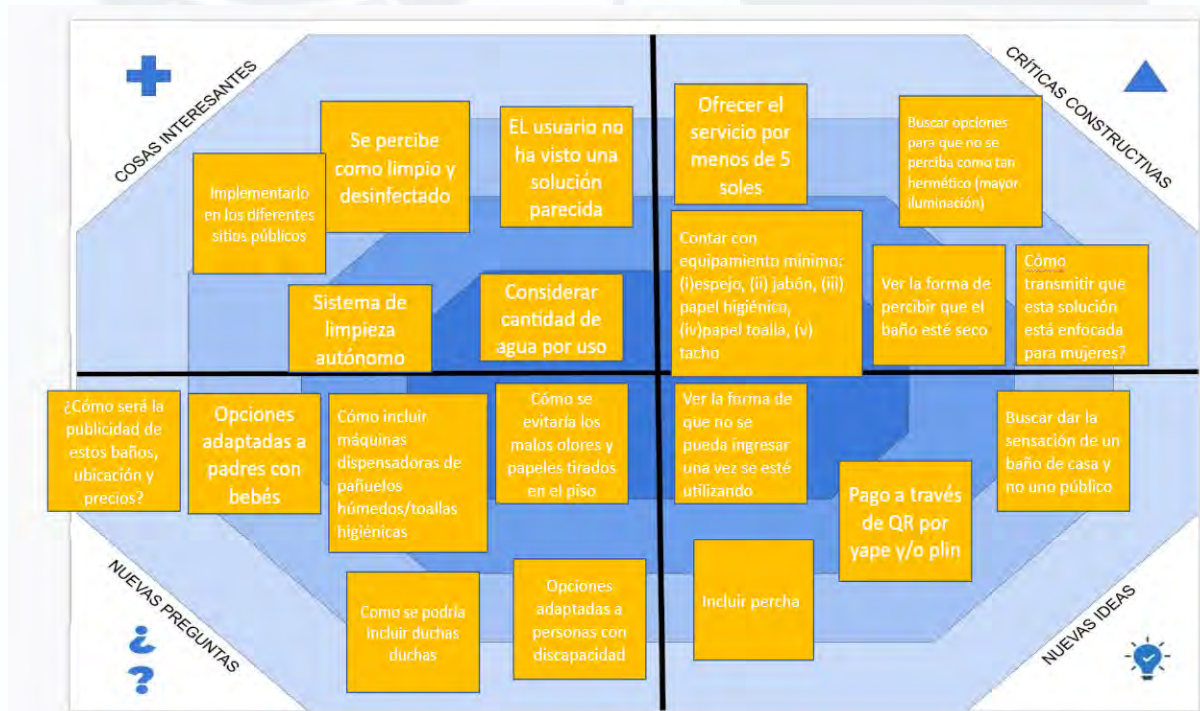 COSAS INTERESANTES
Implementarlo
en los diferentes
sitios públicos
Se percibe
como limpio y
desinfectado
EL usuario no
ha visto una
solución
parecida
Sistema de
limpieza
autónomo
Considerar
cantidad de
agua por uso
CRÍTICAS CONSTRUCTIVAS
Ofrecer el
servicio por
menos de 5
soles
Buscar opciones
para que no se
perciba como tan
hermético (mayor
iluminación)
Contar con
equipamiento mínimo:
(i)espejo, (ii) jabón, (iii)
papel higiénico,
(iv)papel toalla, (v)
tacho
Ver la forma de
percibir que el
baño esté seco
Cómo
transmitir que
esta solución
está enfocada
para mujeres?
¿Cómo será la
publicidad de
estos baños,
ubicación y
precios?
Opciones
adaptadas a
padres con
bebés
Cómo incluir
máquinas
dispensadoras de
pañuelos
húmedos/toallas
higiénicas
Cómo se
evitaría los
malos olores y
papeles tirados
en el piso
Como se podría
incluir duchas
duchas
Opciones
adaptadas a
personas con
discapacidad
NUEVAS PREGUNTAS
¿
?
Ver la forma de
que no se
pueda ingresar
una vez se esté
utilizando
Pago a través
de QR por
yape y/o plin
Buscar dar la
sensación de un
baño de casa y
no uno público
Incluir percha
NUEVAS IDEAS